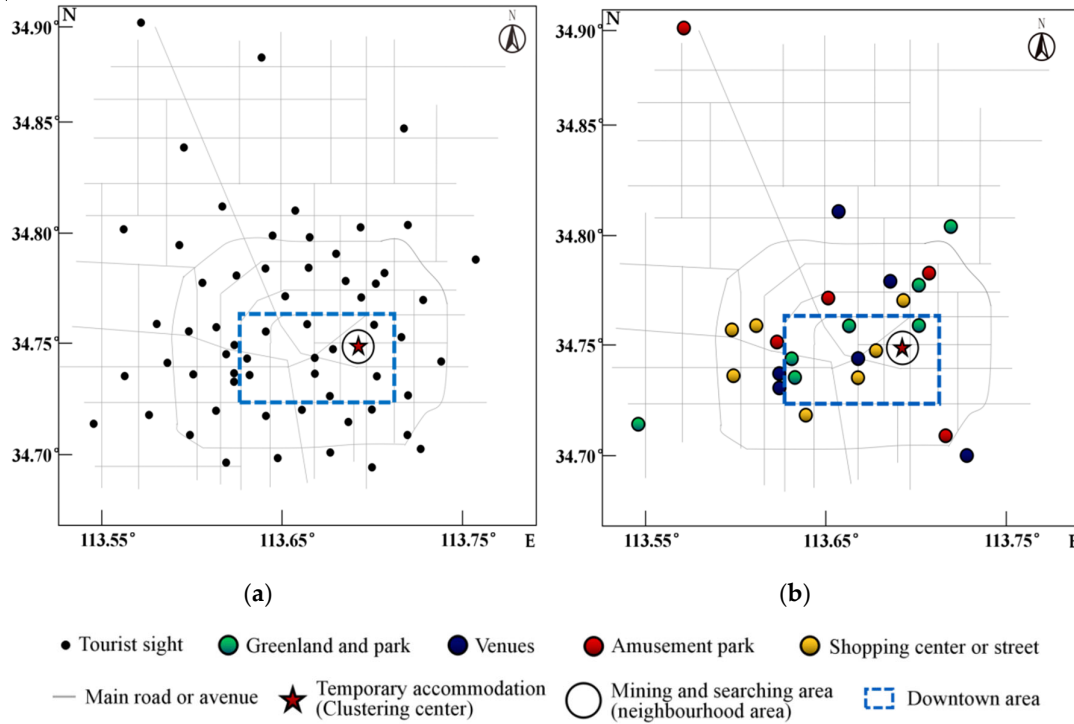 N
N
34.90°
34.85°
34.80°
34.75°
34.70°
113.55°
113.65°
113.75°
E
(a)
N
N
34.90°
34.85°
34.80°
34.75°
34.70°
113.55°
113.65°
113.75°
E
(b)
Tourist sight
Greenland and park
Venues
Amusement park
Shopping center or street
Main road or avenue
Temporary accommodation
(Clustering center)
Mining and searching area
(neighbourhood area)
Downtown area